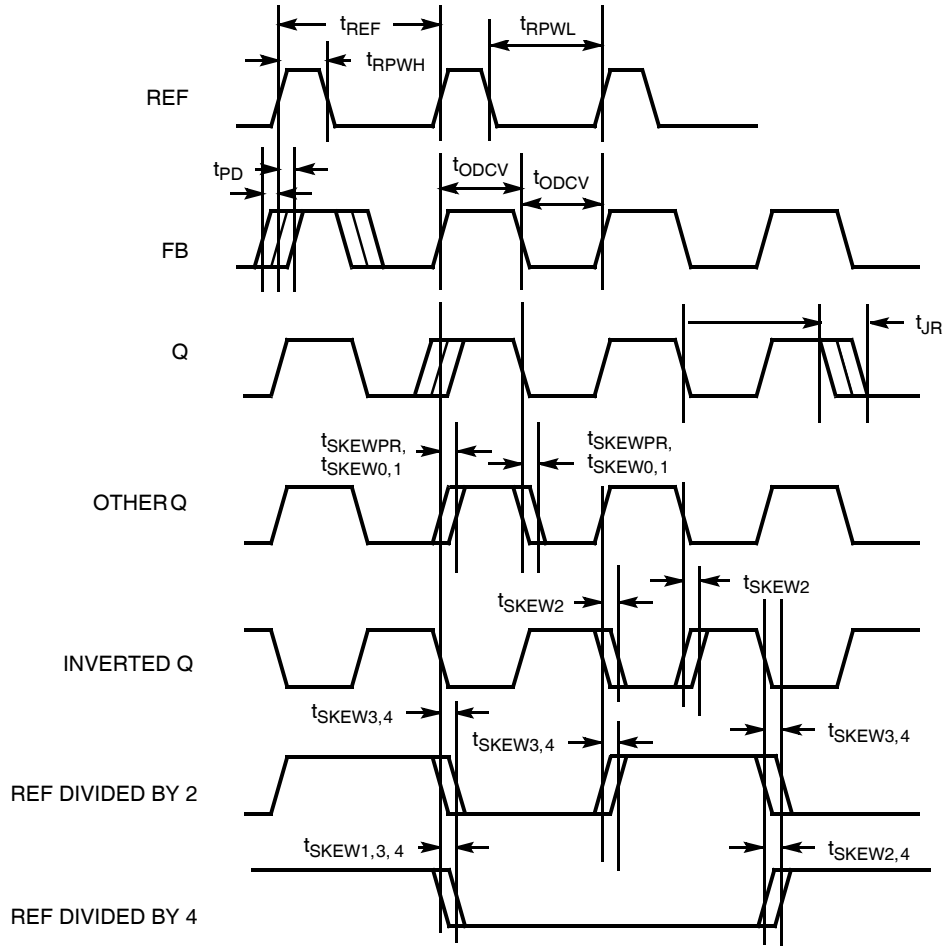 tREF
tRPWL
tRPWH
REF
tPD
tODCV
tODCV
FB
tJR
Q
tSKEWPR,
tSKEW0,1
tSKEWPR,
tSKEW0,1
OTHER Q
tSKEW2
tSKEW2
INVERTED Q
tSKEW3,4
tSKEW3,4
tSKEW3,4
REF DIVIDED BY 2
tSKEW1,3, 4
tSKEW2,4
REF DIVIDED BY 4